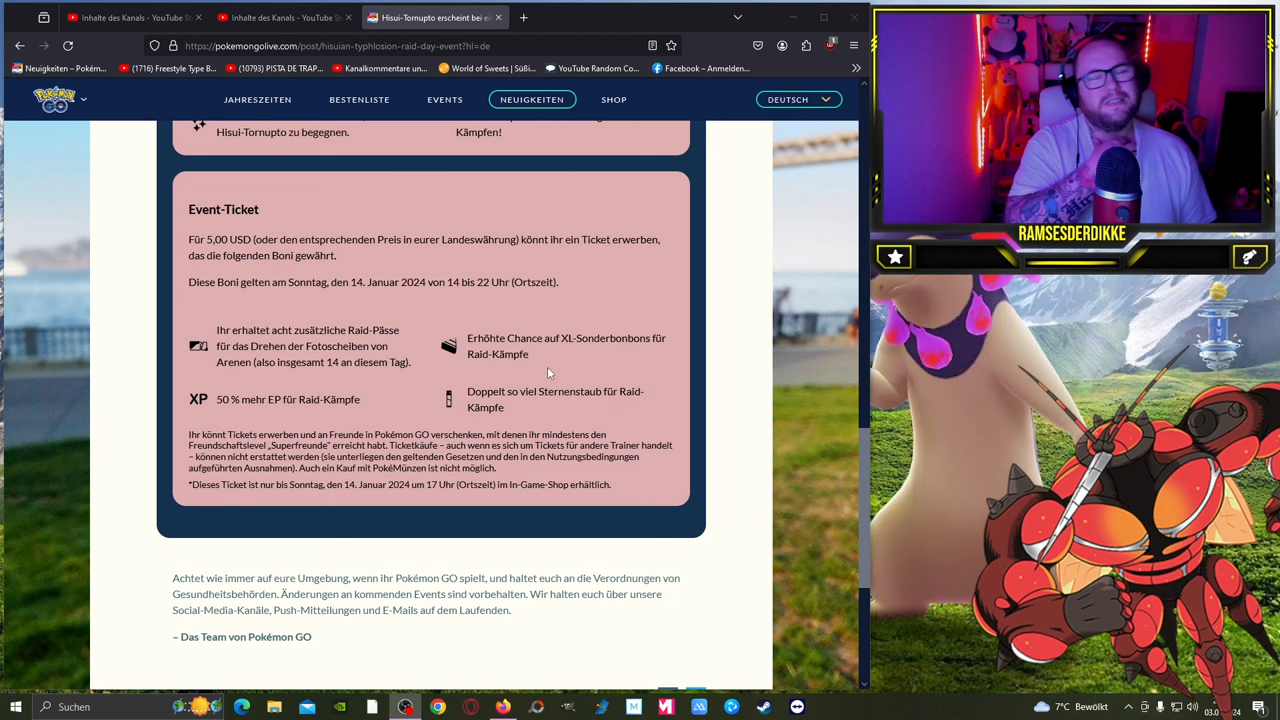 Inhalte des Kanals – YouTube St
Inhalte des Kanals – YouTube St
Hisui-Tornupto erscheint bei ein
https://pokemongolive.com/post/hisuian-typhlosion-raid-day-event?hl=de
1
Neuigkeiten – Pokém...
(1716) Freestyle Type B...
(10793) PISTA DE TRAP...
Kanalkommentare un...
World of Sweets | Süßi...
YouTube Random Co...
Facebook – Anmelden...
POKÉMON GO
JAHRESZEITEN
BESTENLISTE
EVENTS
NEUIGKEITEN
SHOP
DEUTSCH
Hisui-Tornupto zu begegnen.
Kämpfen!
Event-Ticket
Für 5,00 USD (oder den entsprechenden Preis in eurer Landeswährung) könnt ihr ein Ticket erwerben,
das die folgenden Boni gewährt.
Diese Boni gelten am Sonntag, den 14. Januar 2024 von 14 bis 22 Uhr (Ortszeit).
Ihr erhaltet acht zusätzliche Raid-Pässe
für das Drehen der Fotoscheiben von
Arenen (also insgesamt 14 an diesem Tag).
Erhöhte Chance auf XL-Sonderbonbons für
Raid-Kämpfe
XP
50 % mehr EP für Raid-Kämpfe
Doppelt so viel Sternenstaub für Raid-
Kämpfe
Ihr könnt Tickets erwerben und an Freunde in Pokémon GO verschenken, mit denen ihr mindestens den
Freundschaftslevel „Superfreunde“ erreicht habt. Ticketkäufe – auch wenn es sich um Tickets für andere Trainer handelt
– können nicht erstattet werden (sie unterliegen den geltenden Gesetzen und den in den Nutzungsbedingungen
aufgeführten Ausnahmen). Auch ein Kauf mit PokéMünzen ist nicht möglich.
*Dieses Ticket ist nur bis Sonntag, den 14. Januar 2024 um 17 Uhr (Ortszeit) im In-Game-Shop erhältlich.
Achtet wie immer auf eure Umgebung, wenn ihr Pokémon GO spielt, und haltet euch an die Verordnungen von
Gesundheitsbehörden. Änderungen an kommenden Events sind vorbehalten. Wir halten euch über unsere
Social-Media-Kanäle, Push-Mitteilungen und E-Mails auf dem Laufenden.
– Das Team von Pokémon GO
RAMSESDERDIKKE
Suchen
7°C Bewölkt